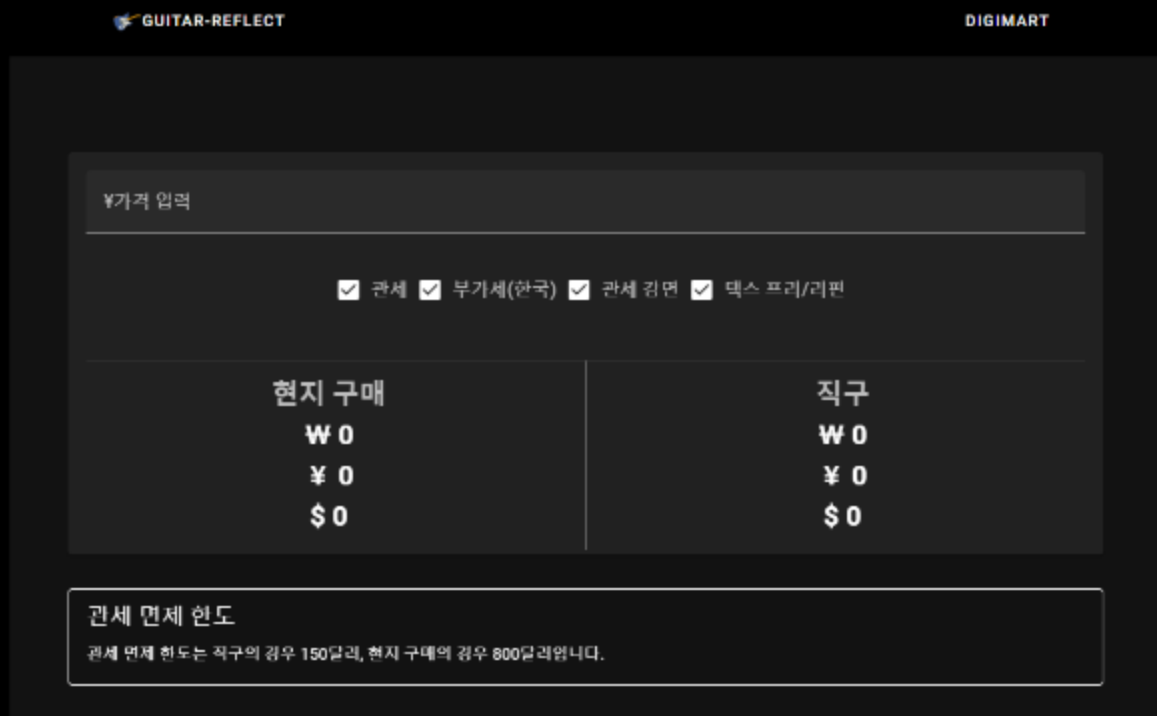 GUITAR-REFLECT
DIGIMART
¥가격 입력
관세 부가세(한국) 관세 감면 택스 프리/리펀
현지 구매
₩ 0
¥ 0
$ 0
직구
₩ 0
¥ 0
$ 0
관세 면제 한도
관세 면제 한도는 직구의 경우 150달러, 현지 구매의 경우 800달러입니다.